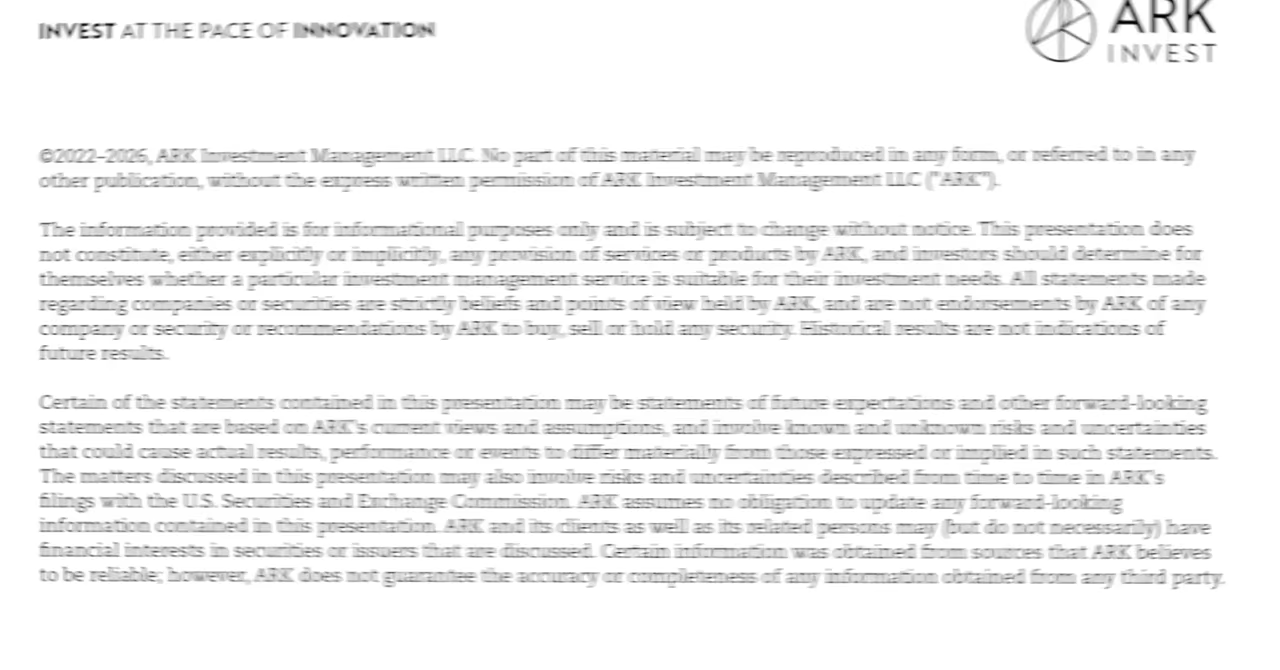 INVEST AT THE PACE OF INNOVATION
ARK
INVEST
©2022–2026, ARK Investment Management LLC. No part of this material may be reproduced in any form, or referred to in any
other publication, without the express written permission of ARK Investment Management LLC ("ARK").
The information provided is for informational purposes only and is subject to change without notice. This presentation does
not constitute, either explicitly or implicitly, any provision of services or products by ARK, and investors should determine for
themselves whether a particular investment management service is suitable for their investment needs. All statements made
regarding companies or securities are strictly beliefs and points of view held by ARK, and are not endorsements by ARK of any
company or security or recommendations by ARK to buy, sell or hold any security. Historical results are not indications of
future results.
Certain of the statements contained in this presentation may be statements of future expectations and other forward-looking
statements that are based on ARK's current views and assumptions, and involve known and unknown risks and uncertainties
that could cause actual results, performance or events to differ materially from those expressed or implied in such statements.
The matters discussed in this presentation may also involve risks and uncertainties described from time to time in ARK's
filings with the U.S. Securities and Exchange Commission. ARK assumes no obligation to update any forward-looking
information contained in this presentation. ARK and its clients as well as its related persons may (but do not necessarily) have
financial interests in securities or issuers that are discussed. Certain information was obtained from sources that ARK believes
to be reliable; however, ARK does not guarantee the accuracy or completeness of any information obtained from any third party.